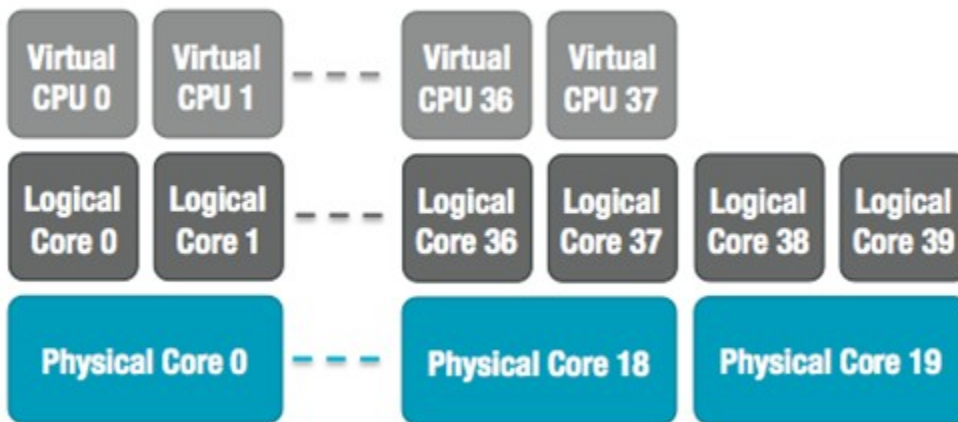 Virtual CPU 0
Virtual CPU 1
Virtual CPU 36
Virtual CPU 37
Logical Core 0
Logical Core 1
Logical Core 36
Logical Core 37
Logical Core 38
Logical Core 39
Physical Core 0
Physical Core 18
Physical Core 19